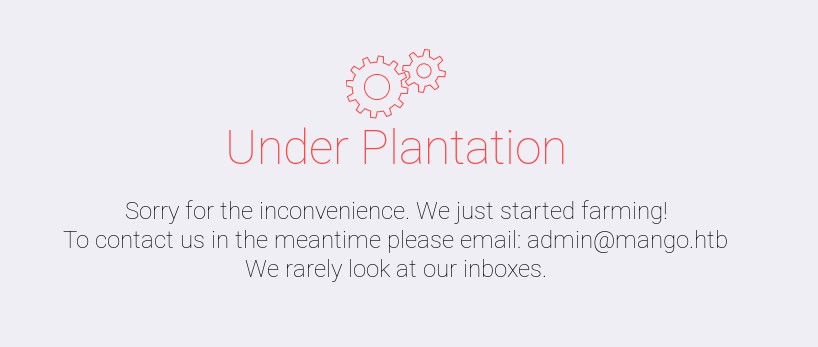 Under Plantation
Sorry for the inconvenience. We just started farming!
To contact us in the meantime please email: admin@mango.htb
We rarely look at our inboxes.